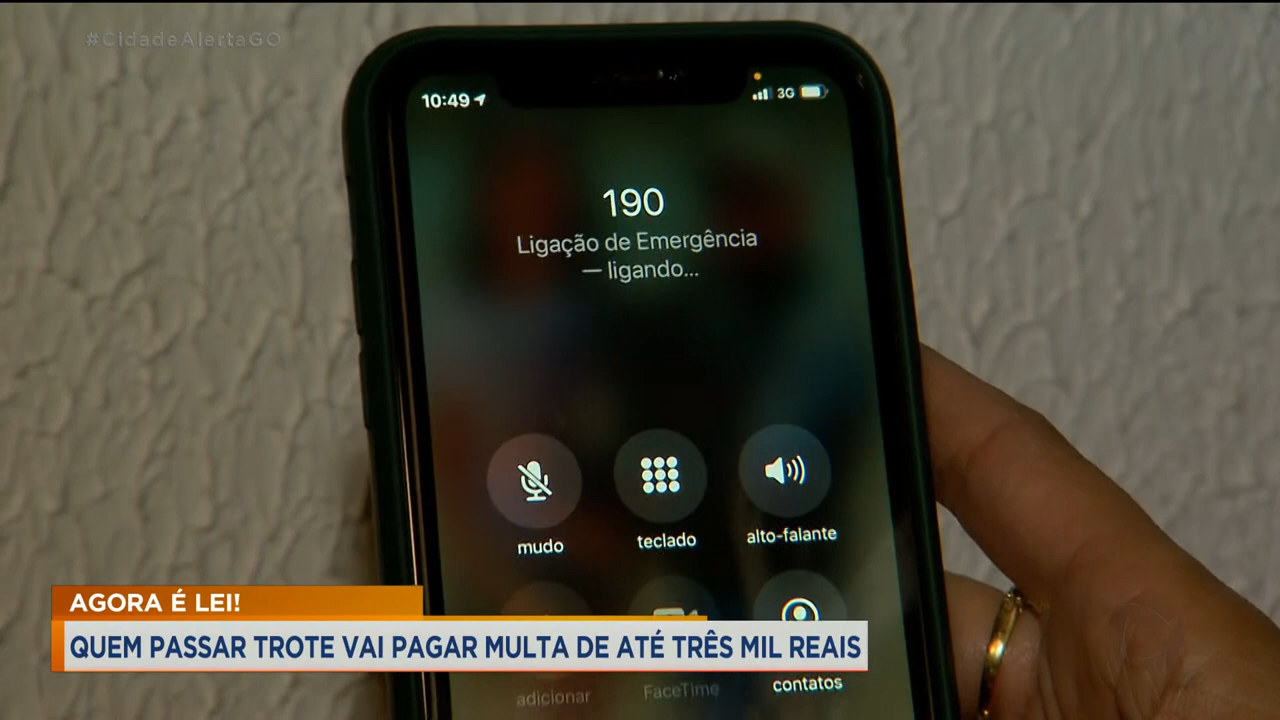 #CidadeAlertaGO
10:49
3G
190
Ligação de Emergência
— ligando...
mudo
teclado
alto-falante
AGORA É LEI!
QUEM PASSAR TROTE VAI PAGAR MULTA DE ATÉ TRÊS MIL REAIS
adicionar
FaceTime
contatos